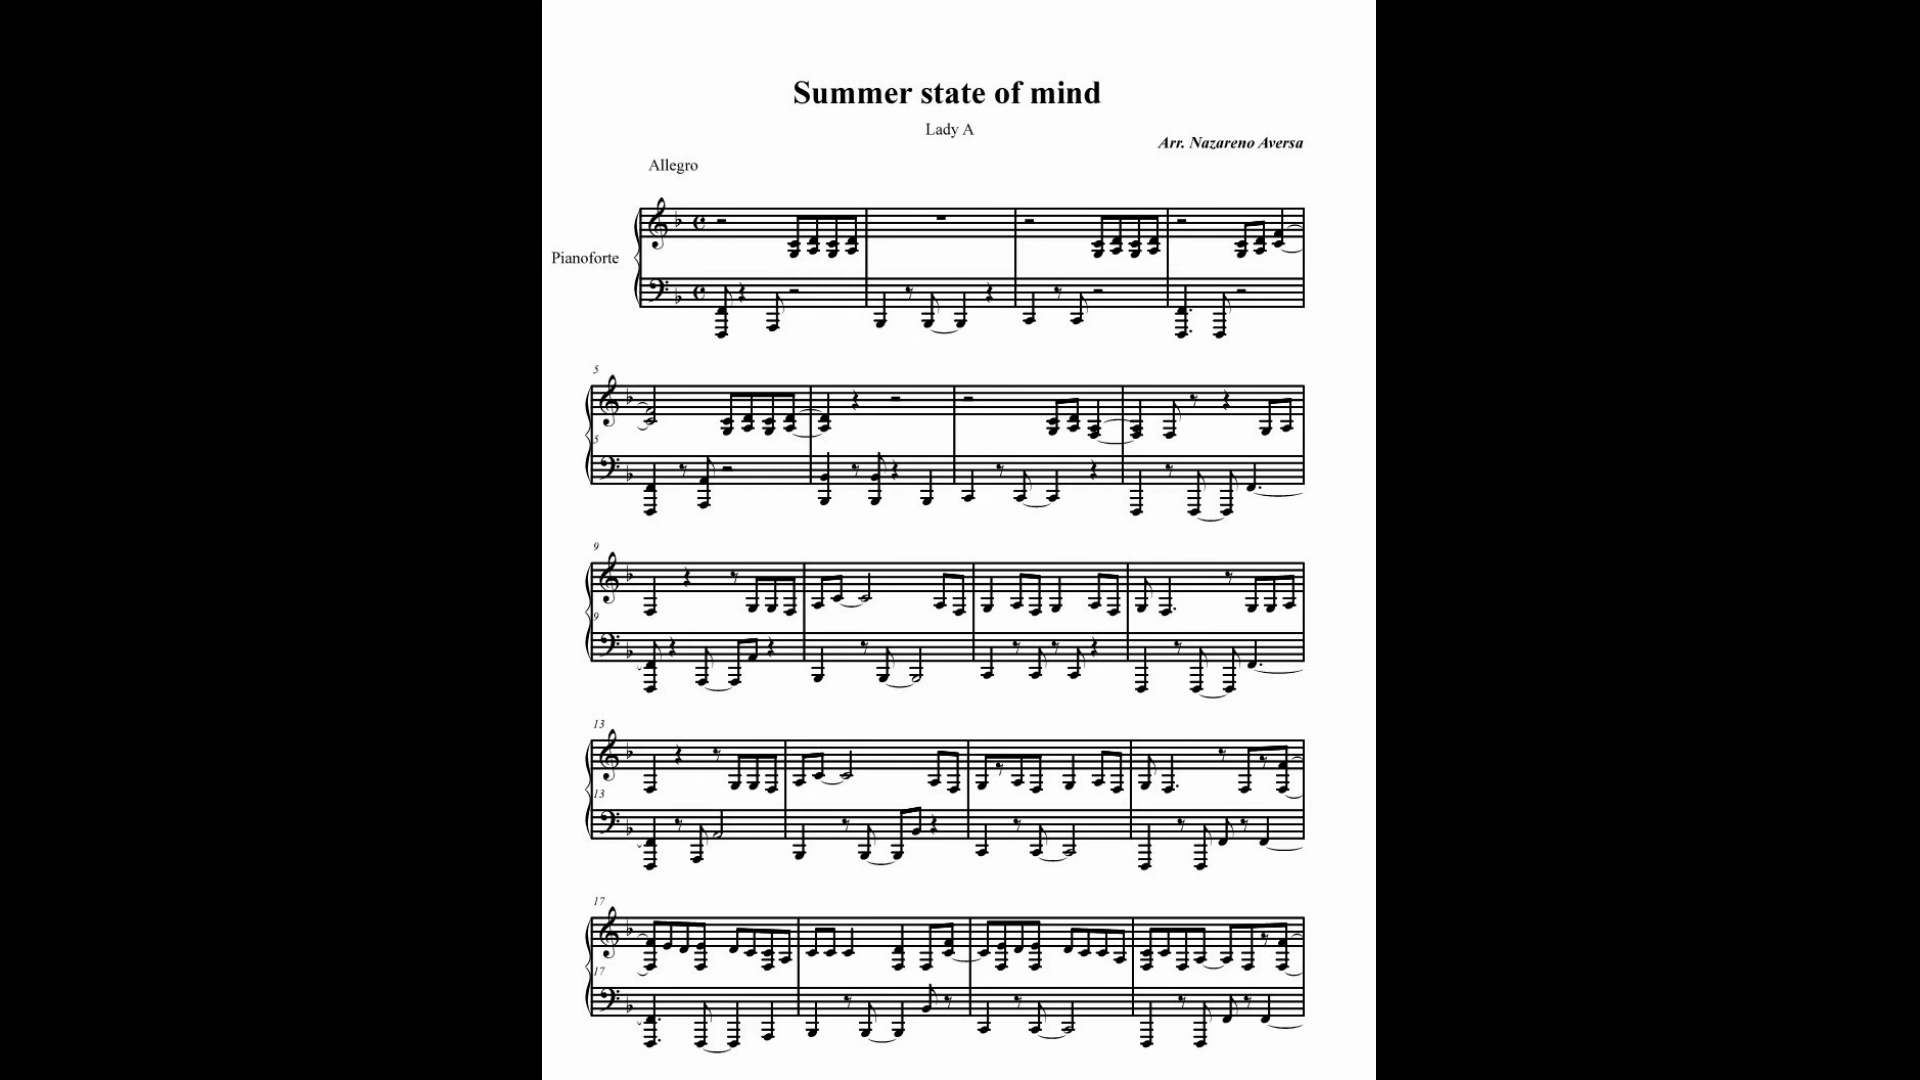 Summer state of mind
Lady A
Arr. Nazareno Aversa
Allegro
Pianoforte
5
5
9
9
13
13
17
17